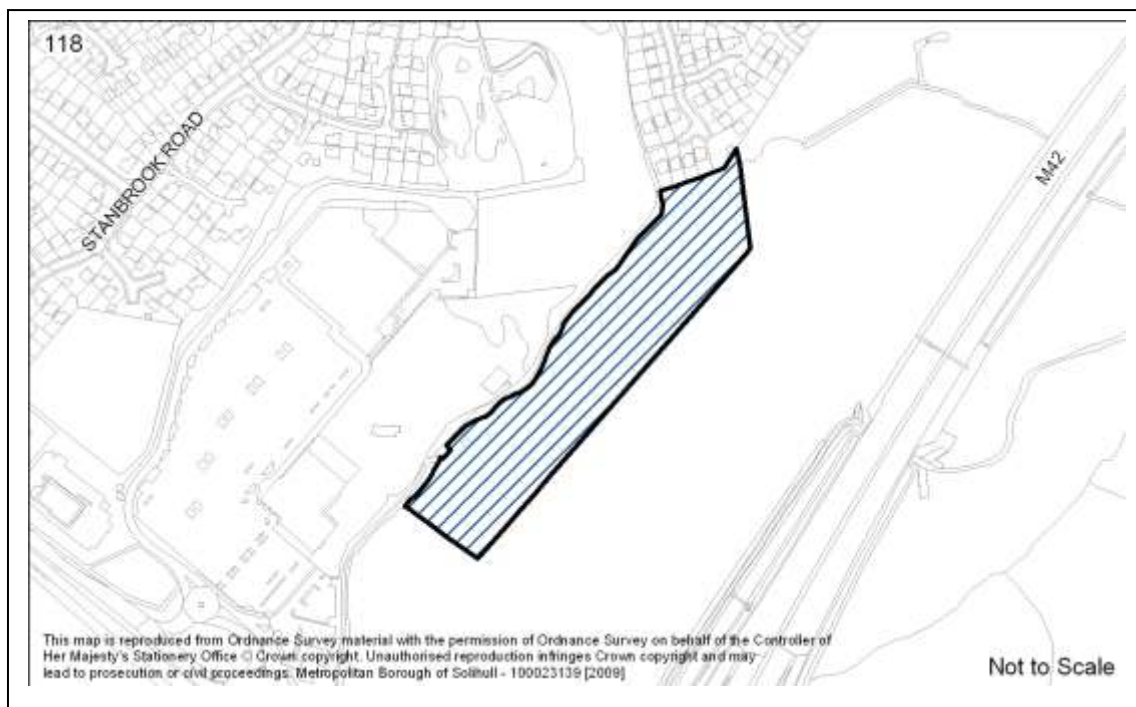 118
STANBROOK ROAD
M42
This map is reproduced from Ordnance Survey material with the permission of Ordnance Survey on behalf of the Controller of
Her Majesty's Stationery Office © Crown copyright. Unauthorised reproduction infringes Crown copyright and may
lead to prosecution or civil proceedings. Metropolitan Borough of Solihull - 100023139 [2009]
Not to Scale